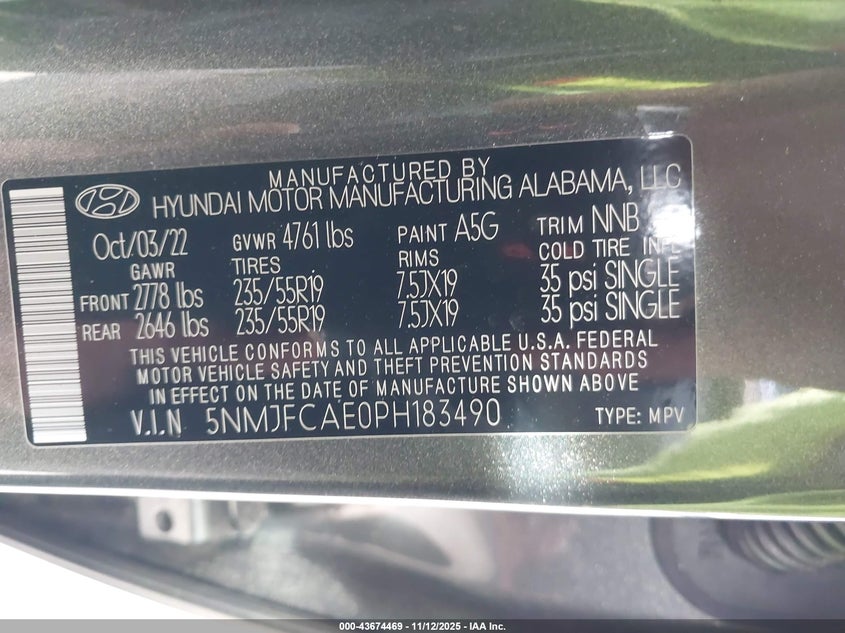 MANUFACTURED BY
HYUNDAI MOTOR MANUFACTURING ALABAMA, LLC
Oct/03/22 GVWR 4761 lbs PAINT A5G TRIM NNB
GAWR TIRES RIMS COLD TIRE INFL
FRONT 2778 lbs 235/55R19 7.5JX19 35 psi SINGLE
REAR 2646 lbs 235/55R19 7.5JX19 35 psi SINGLE
THIS VEHICLE CONFORMS TO ALL APPLICABLE U.S.A. FEDERAL
MOTOR VEHICLE SAFETY AND THEFT PREVENTION STANDARDS
IN EFFECT ON THE DATE OF MANUFACTURE SHOWN ABOVE
V.I.N 5NMJFCAE0PH183490 TYPE: MPV
000-43674469 - 11/12/2025 - IAA Inc.